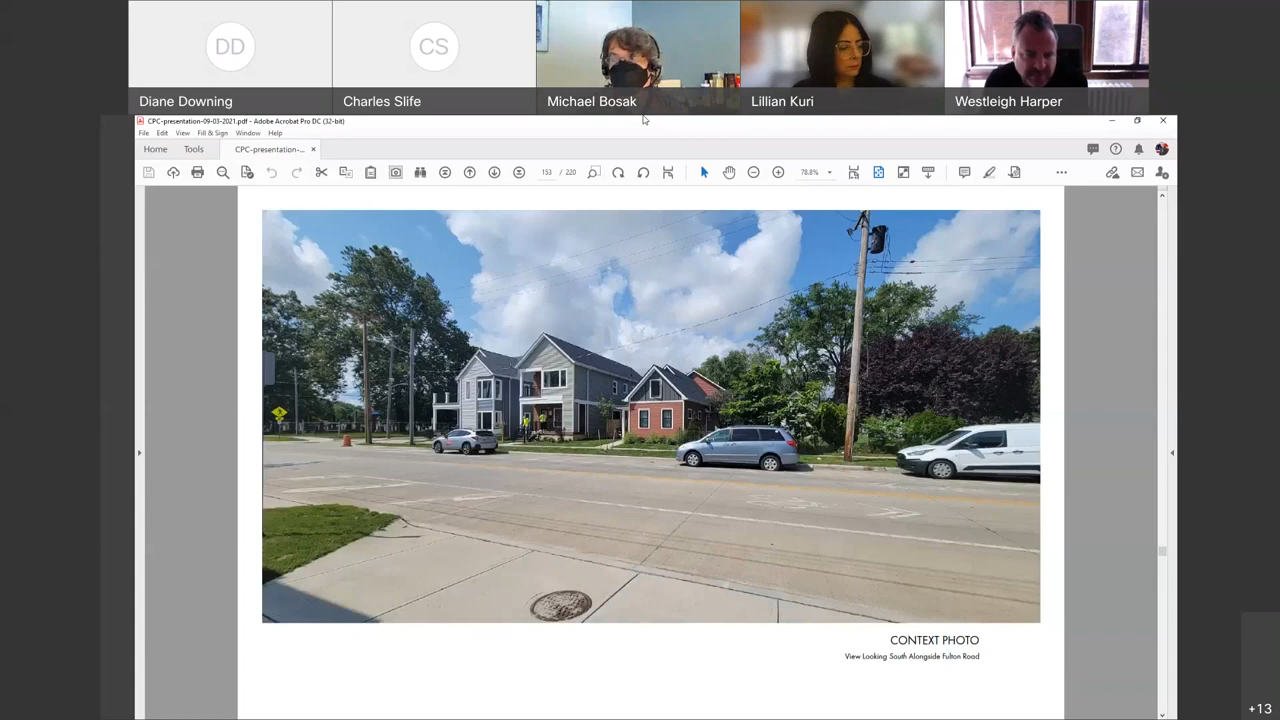 DD
CS
Diane Downing
Charles Slife
Michael Bosak
Lillian Kuri
Westleigh Harper
CPC-presentation-09-03-2021.pdf - Adobe Acrobat Pro DC (32-bit)
File Edit View Fill & Sign Window Help
Home Tools CPC-presentation-... ×
153 / 220 78.8%
CONTEXT PHOTO
View Looking South Alongside Fulton Road
+13